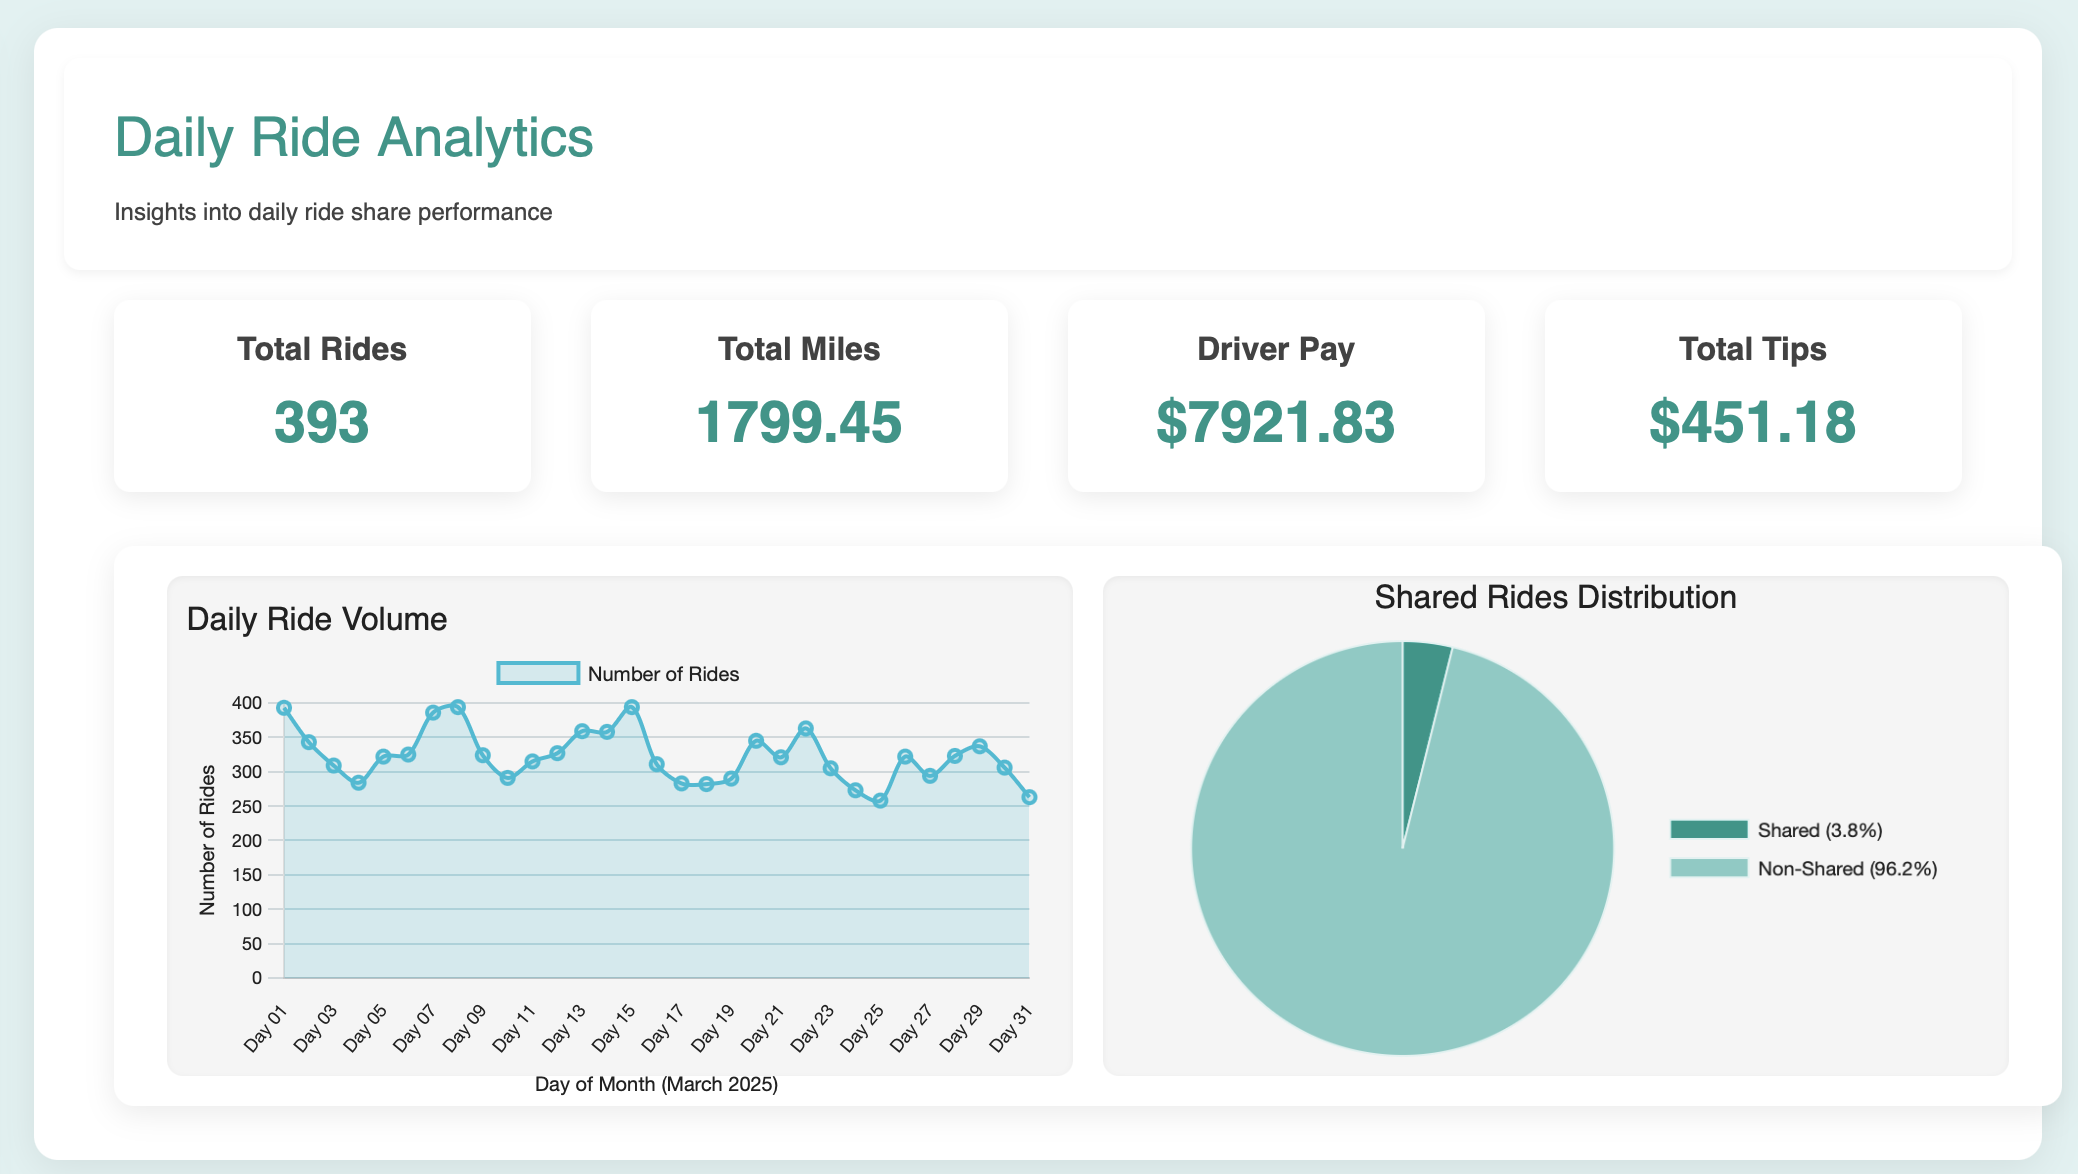 Daily Ride Analytics
Insights into daily ride share performance
Total Rides
393
Total Miles
1799.45
Driver Pay
$7921.83
Total Tips
$451.18
Daily Ride Volume
Number of Rides
Number of Rides
400
350
300
250
200
150
100
50
0
Day 01
Day 03
Day 05
Day 07
Day 09
Day 11
Day 13
Day 15
Day 17
Day 19
Day 21
Day 23
Day 25
Day 27
Day 29
Day 31
Day of Month (March 2025)
Shared Rides Distribution
Shared (3.8%)
Non-Shared (96.2%)